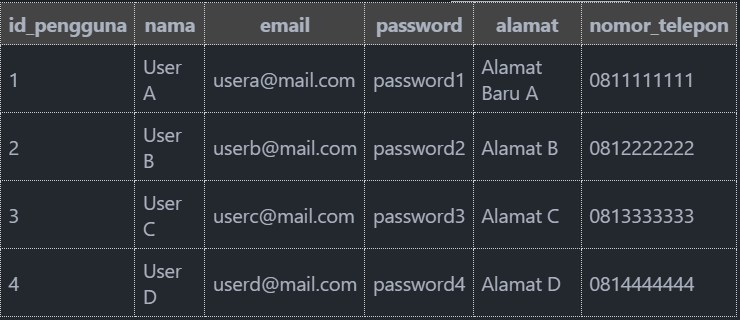 id_pengguna nama email password alamat nomor_telepon
1 User A usera@mail.com password1 Alamat Baru A 0811111111
2 User B userb@mail.com password2 Alamat B 0812222222
3 User C userc@mail.com password3 Alamat C 0813333333
4 User D userd@mail.com password4 Alamat D 0814444444